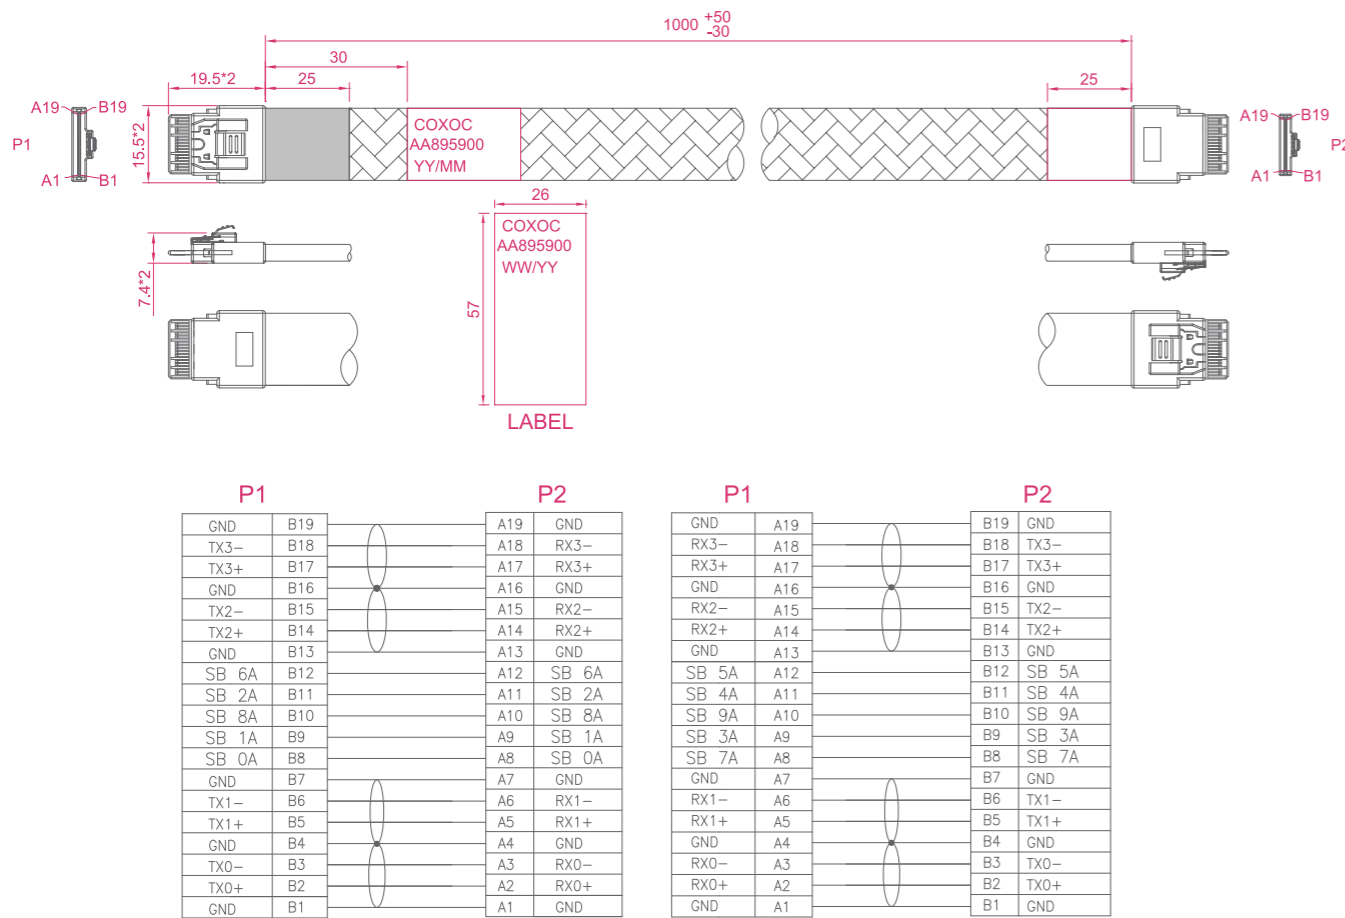 1000 +50 -30
30
19.5*2
25
25
A19 B19
P1
A1 B1
15.5*2
COXOC
AA895900
YY/MM
A19 B19
P2
A1 B1
7.4*2
26
57
COXOC
AA895900
WW/YY
LABEL
P1 P2
GND B19 A19 GND
TX3- B18 A18 RX3-
TX3+ B17 A17 RX3+
GND B16 A16 GND
TX2- B15 A15 RX2-
TX2+ B14 A14 RX2+
GND B13 A13 GND
SB 6A B12 A12 SB 6A
SB 2A B11 A11 SB 2A
SB 8A B10 A10 SB 8A
SB 1A B9 A9 SB 1A
SB 0A B8 A8 SB 0A
GND B7 A7 GND
TX1- B6 A6 RX1-
TX1+ B5 A5 RX1+
GND B4 A4 GND
TX0- B3 A3 RX0-
TX0+ B2 A2 RX0+
GND B1 A1 GND
P1 P2
GND A19 B19 GND
RX3- A18 B18 TX3-
RX3+ A17 B17 TX3+
GND A16 B16 GND
RX2- A15 B15 TX2-
RX2+ A14 B14 TX2+
GND A13 B13 GND
SB 5A A12 B12 SB 5A
SB 4A A11 B11 SB 4A
SB 9A A10 B10 SB 9A
SB 3A A9 B9 SB 3A
SB 7A A8 B8 SB 7A
GND A7 B7 GND
RX1- A6 B6 TX1-
RX1+ A5 B5 TX1+
GND A4 B4 GND
RX0- A3 B3 TX0-
RX0+ A2 B2 TX0+
GND A1 B1 GND